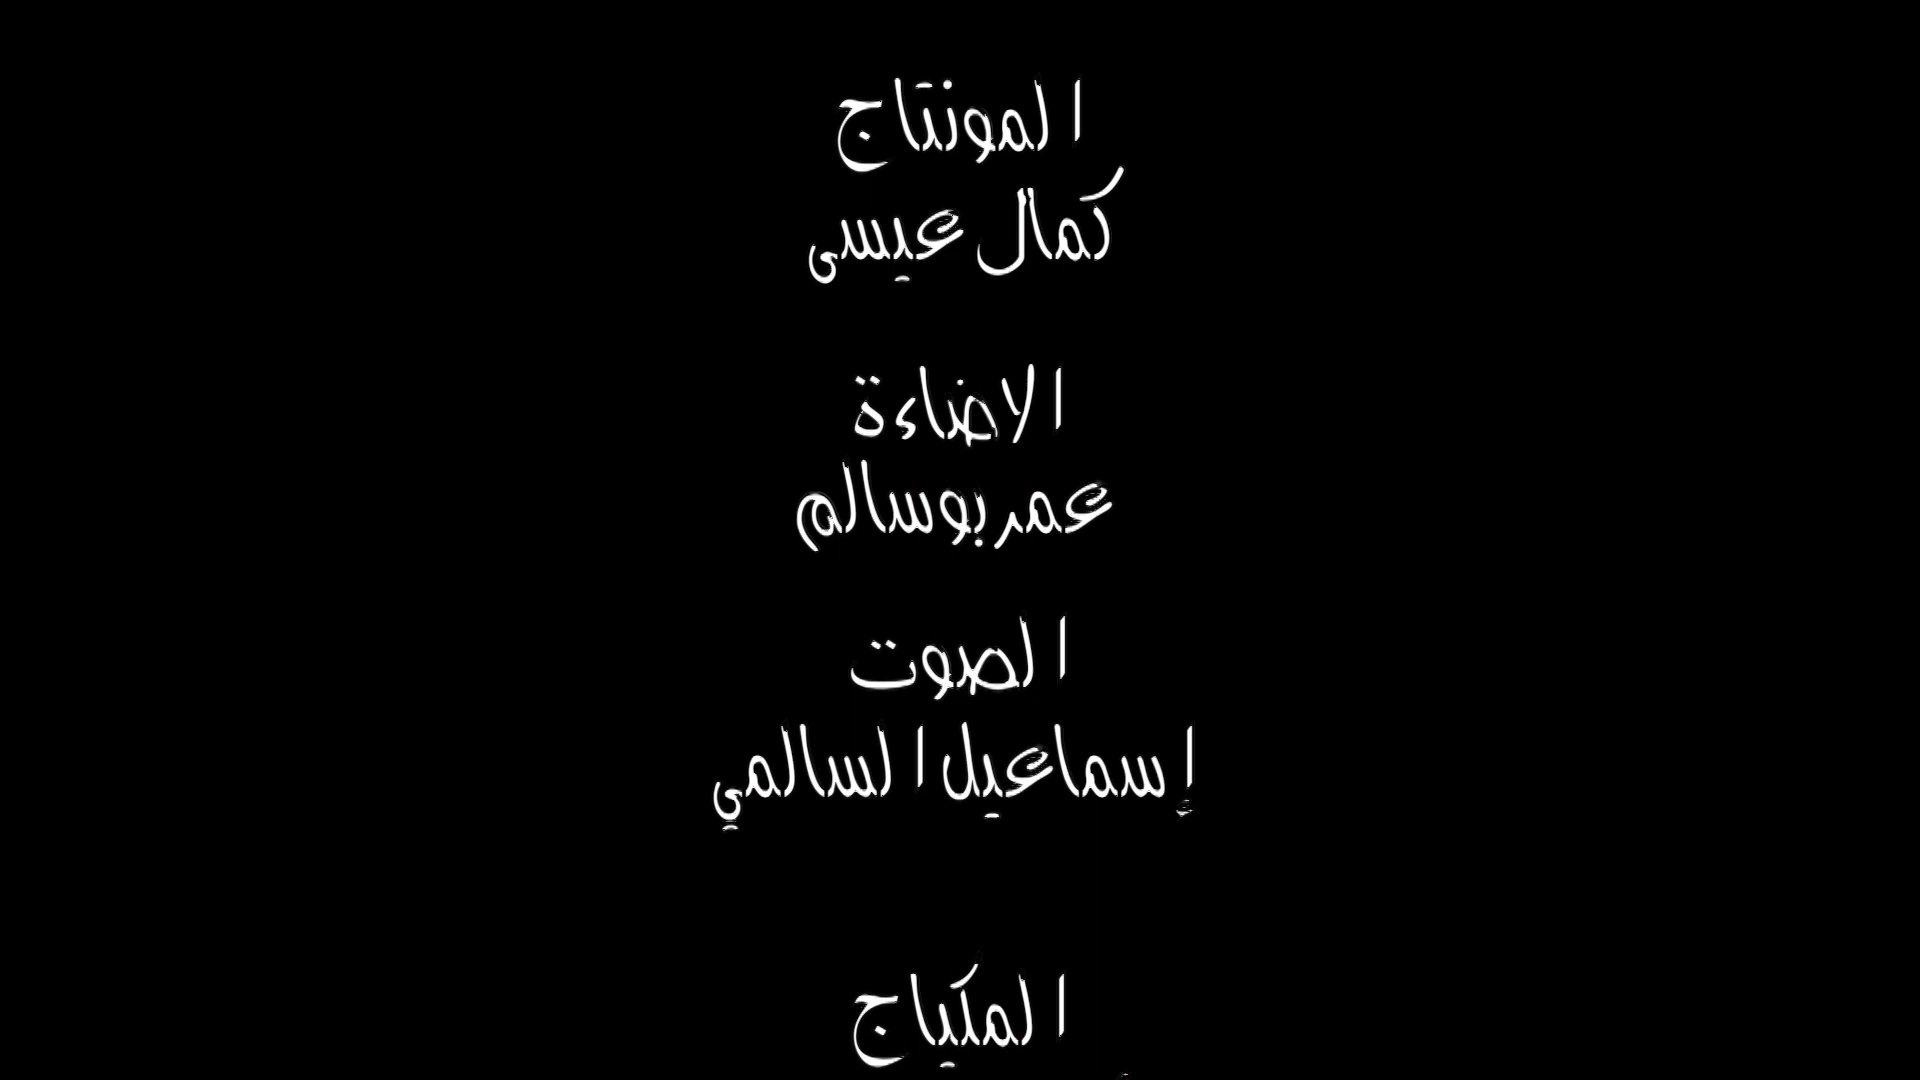 المونتاج
كمال عيسى
الاضاءة
عمر بوسالم
الصوت
إسماعيل السالمي
المكياج